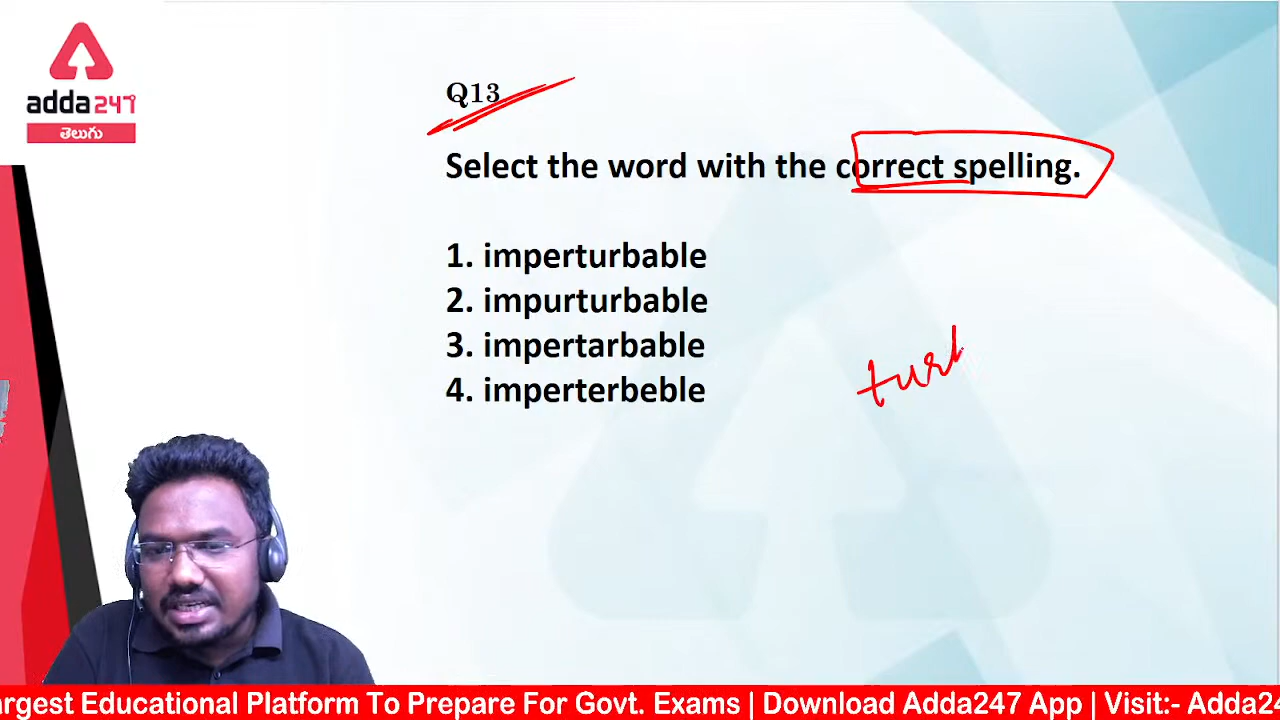 adda247
తెలుగు
Q13
Select the word with the correct spelling.
1. imperturbable
2. impurturbable
3. impertarbable
4. imperterbeble
turb
argest Educational Platform To Prepare For Govt. Exams | Download Adda247 App | Visit:- Adda24